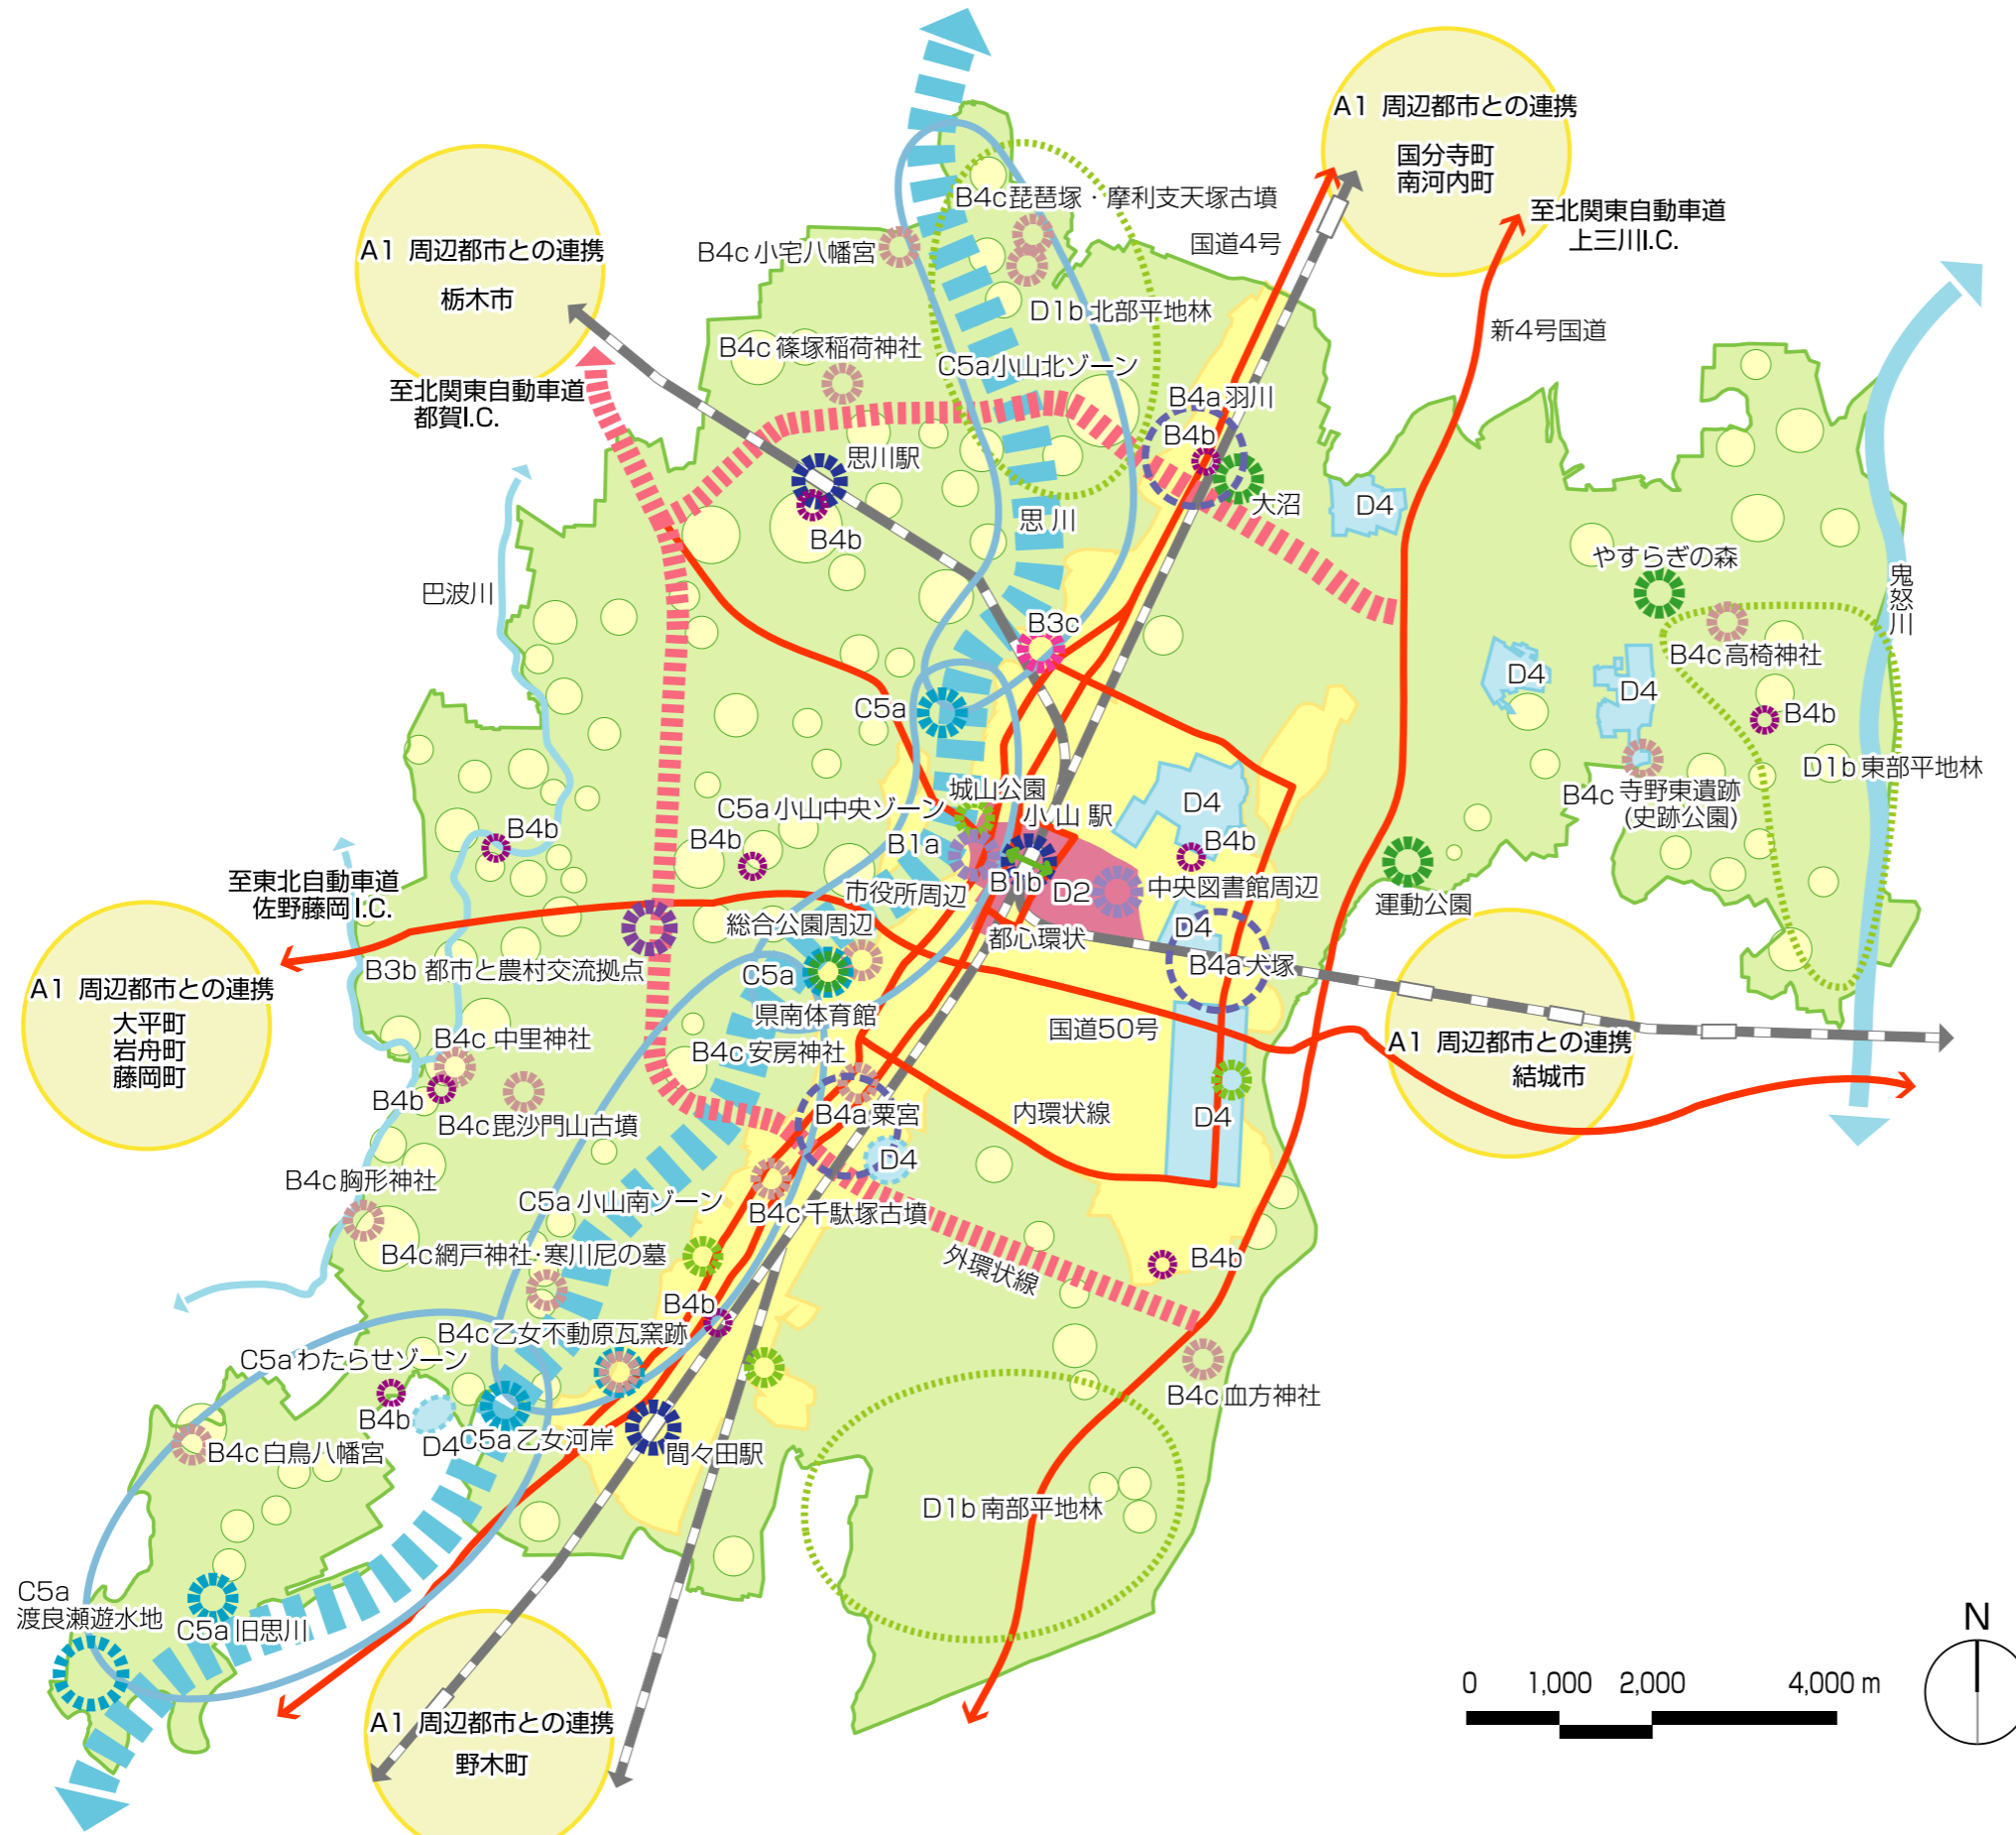 A1 周辺都市との連携
国分寺町
南河内町
至北関東自動車道
上三川I.C.
B4c琵琶塚・摩利支天塚古墳
国道4号
B4c 小宅八幡宮
A1 周辺都市との連携
栃木市
D1b 北部平地林
新4号国道
B4c 篠塚稲荷神社
C5a小山北ゾーン
至北関東自動車道
都賀I.C.
B4a 羽川
B4b
思川駅
大沼
D4
思 川
B4b
やすらぎの森
巴波川
鬼怒川
B3c
B4c 高椅神社
D4
D4
C5a
B4b
D1b 東部平地林
城山公園
C5a 小山中央ゾーン
小 山 駅
D4
B4c 寺野東遺跡
(史跡公園)
B4b
B4b
B1a
B4b
至東北自動車道
佐野藤岡I.C.
市役所周辺
B1b
D2
中央図書館周辺
運動公園
総合公園周辺
都心環状
D4
B3b 都市と農村交流拠点
C5a
B4a 犬塚
A1 周辺都市との連携
大平町
岩舟町
藤岡町
県南体育館
国道50号
B4c 中里神社
B4c 安房神社
A1 周辺都市との連携
結城市
B4b
B4c毘沙門山古墳
B4a 粟宮
内環状線
D4
D4
B4c 胸形神社
C5a 小山南ゾーン
B4c 千駄塚古墳
B4c 網戸神社・寒川尼の墓
外環状線
B4b
B4b
B4c 乙女不動原瓦窯跡
C5a わたらせゾーン
B4c 血方神社
B4b
D4
C5a 乙女河岸
B4c 白鳥八幡宮
間々田駅
D1b 南部平地林
C5a
渡良瀬遊水地
C5a 旧思川
N
0 1,000 2,000 4,000 m
A1 周辺都市との連携
野木町